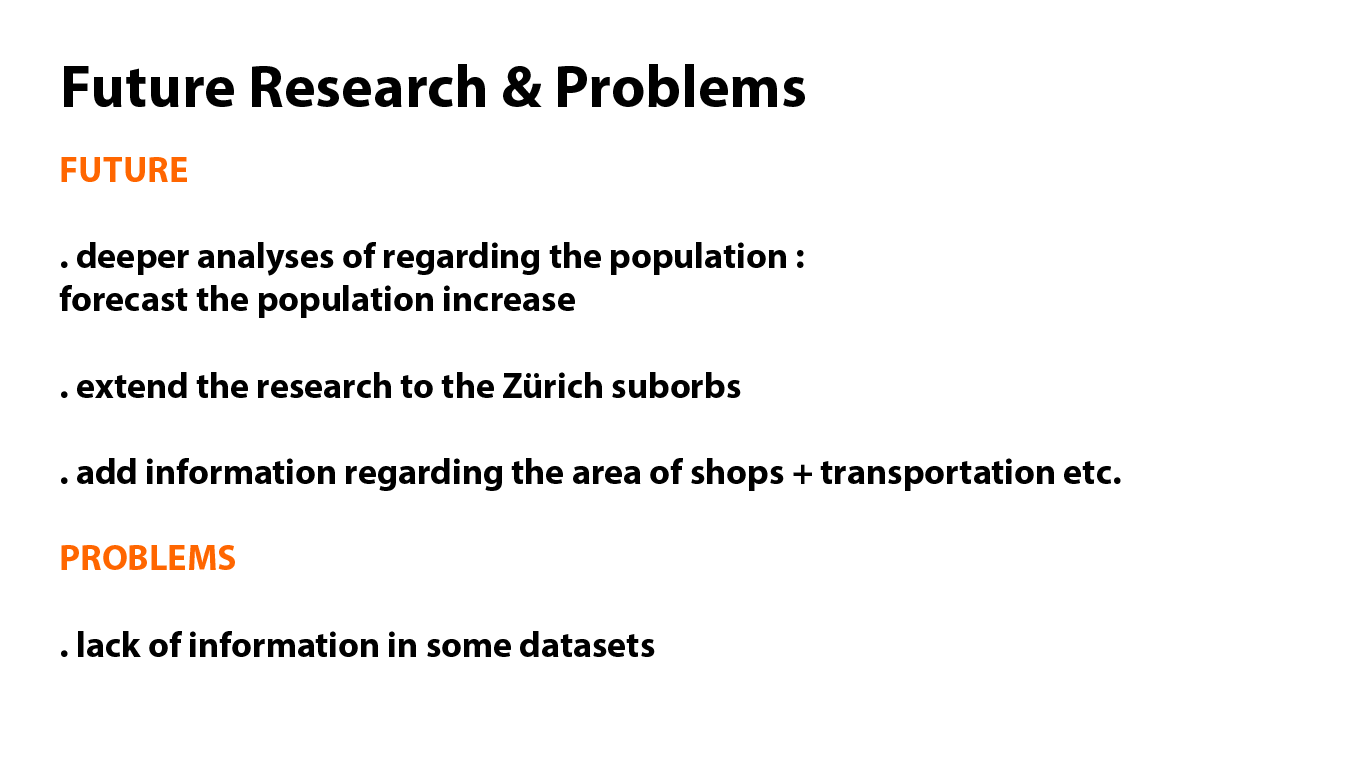 Future Research & Problems
FUTURE
. deeper analyses of regarding the population :
forecast the population increase
. extend the research to the Zürich suborbs
. add information regarding the area of shops + transportation etc.
PROBLEMS
. lack of information in some datasets